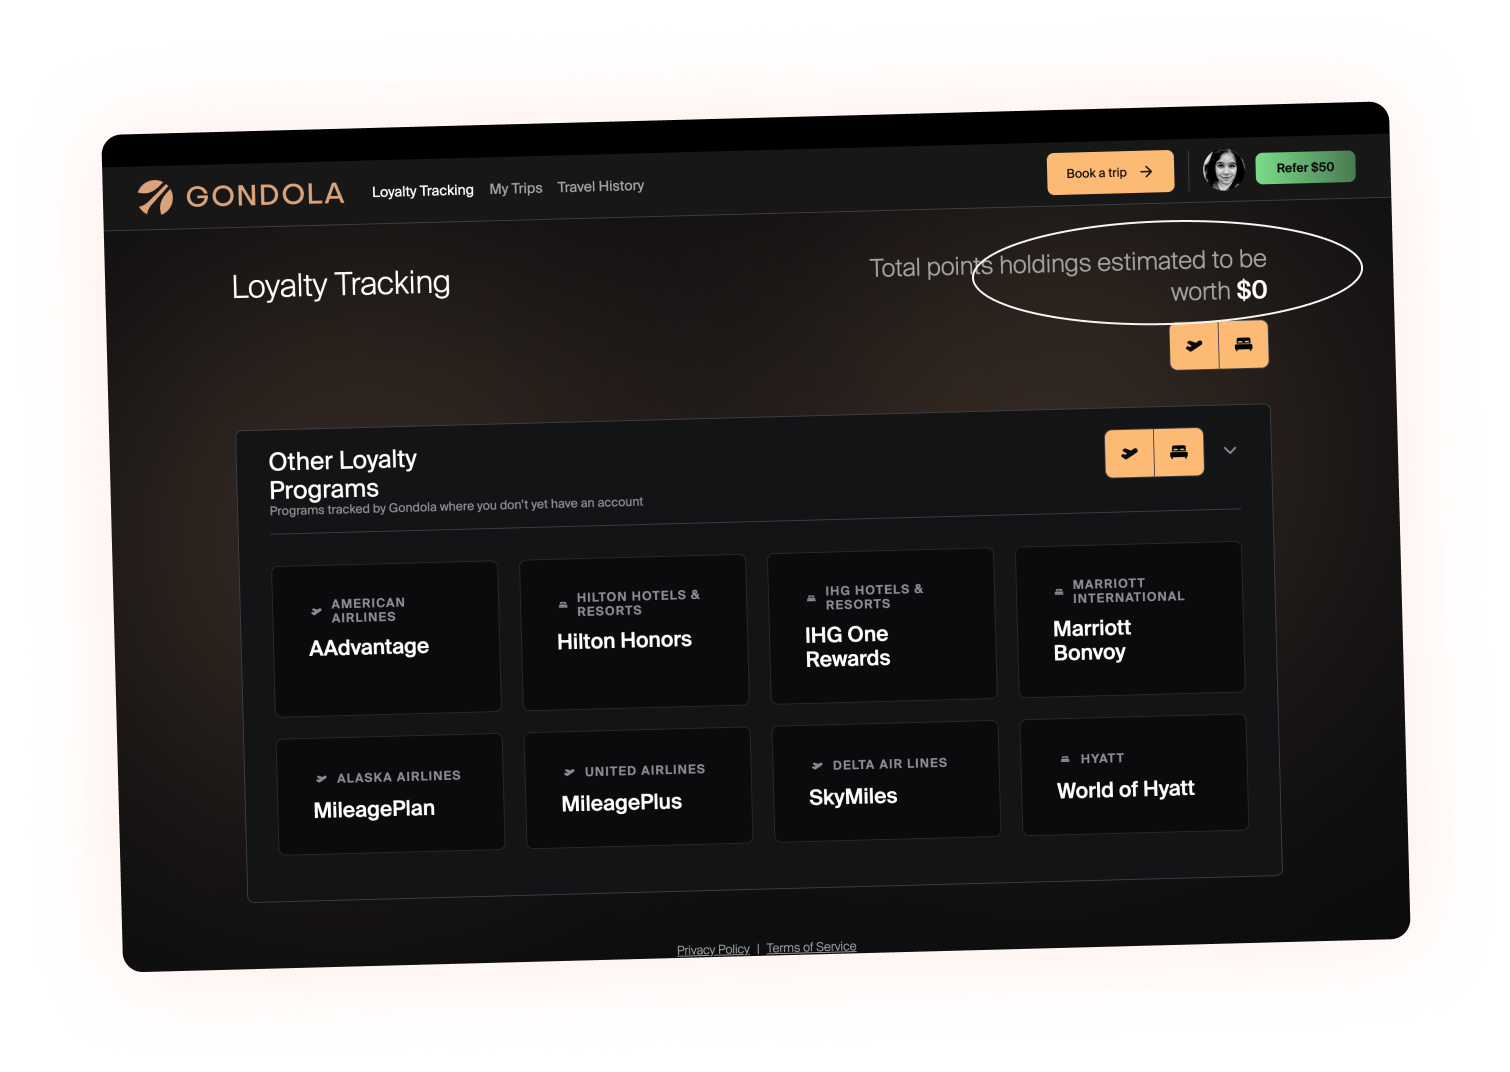 GONDOLA
Loyalty Tracking
My Trips
Travel History
Book a trip
Refer $50
Loyalty Tracking
Total points holdings estimated to be
worth $0
Other Loyalty
Programs
Programs tracked by Gondola where you don't yet have an account
AMERICAN
AIRLINES
AAdvantage
HILTON HOTELS &
RESORTS
Hilton Honors
IHG HOTELS &
RESORTS
IHG One
Rewards
MARRIOTT
INTERNATIONAL
Marriott
Bonvoy
ALASKA AIRLINES
MileagePlan
UNITED AIRLINES
MileagePlus
DELTA AIR LINES
SkyMiles
HYATT
World of Hyatt
Privacy Policy | Terms of Service